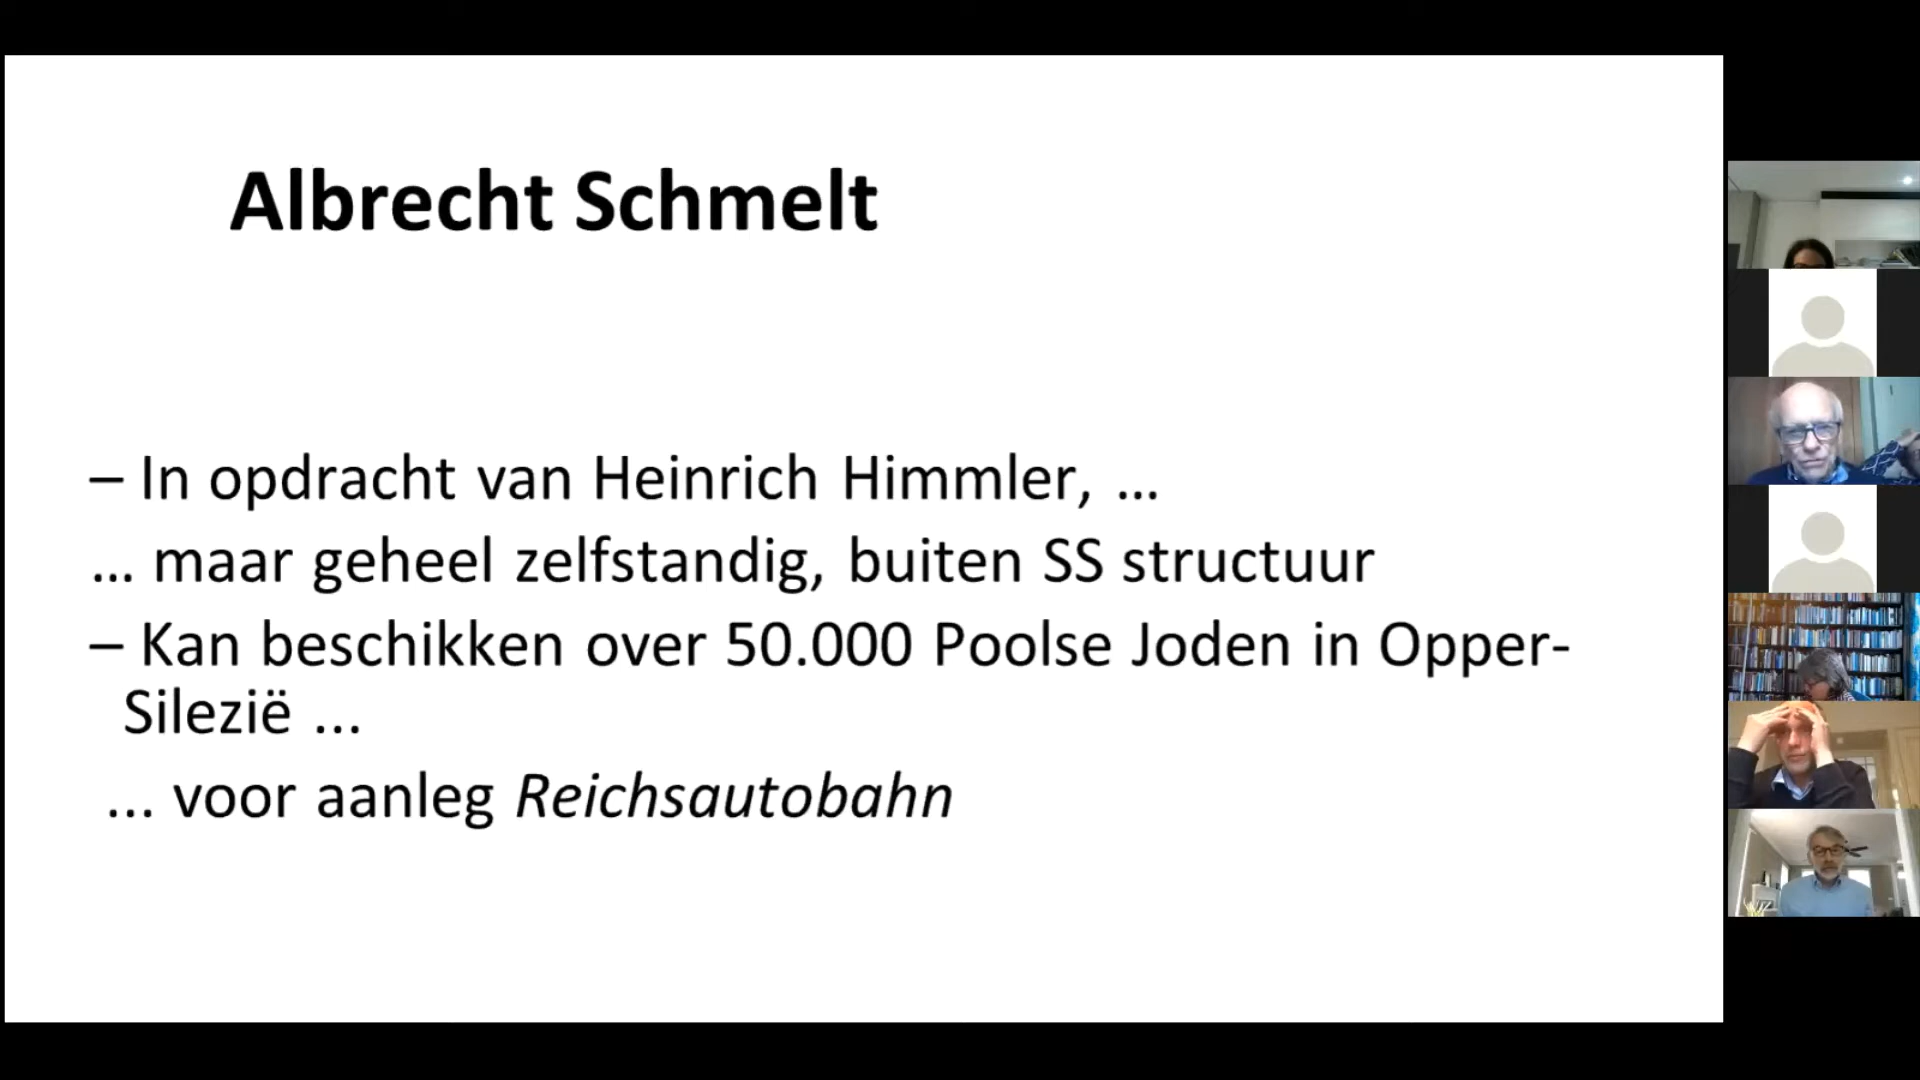 Albrecht Schmelt
– In opdracht van Heinrich Himmler, ...
... maar geheel zelfstandig, buiten SS structuur
– Kan beschikken over 50.000 Poolse Joden in Opper-
Silezië ...
... voor aanleg Reichsautobahn